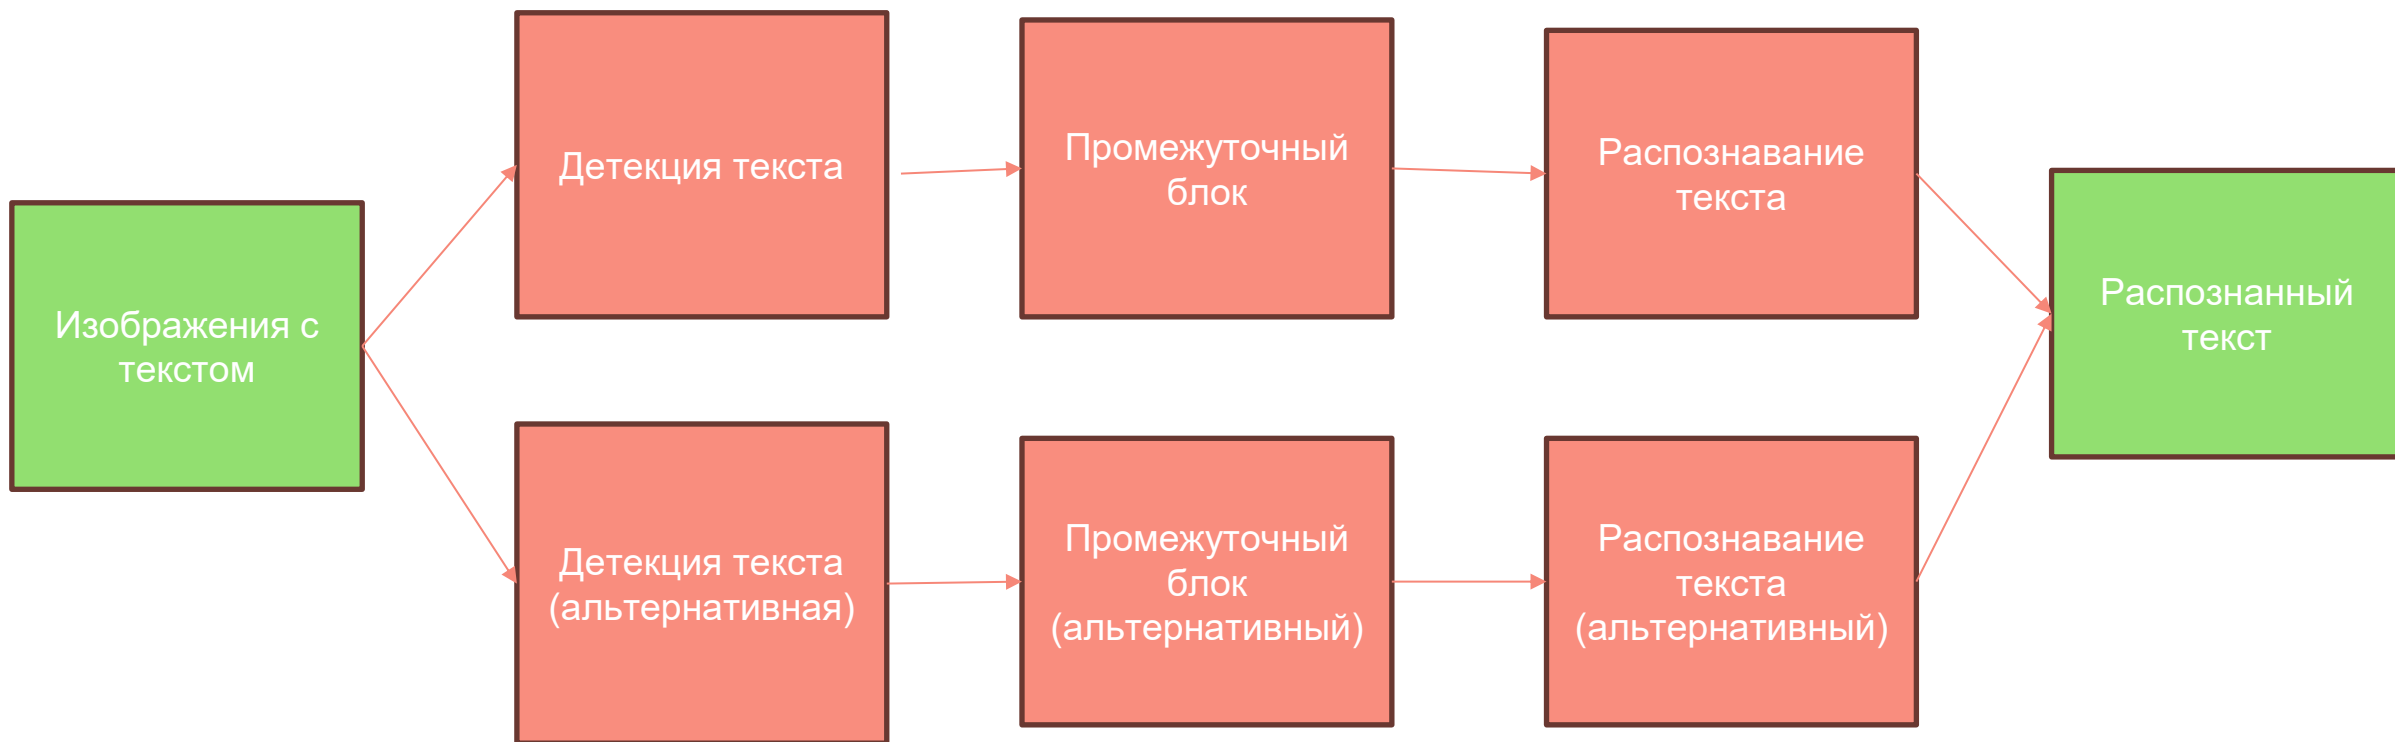 Изображения с
текстом
Детекция текста
Промежуточный
блок
Распознавание
текста
Детекция текста
(альтернативная)
Промежуточный
блок
(альтернативный)
Распознавание
текста
(альтернативный)
Распознанный
текст